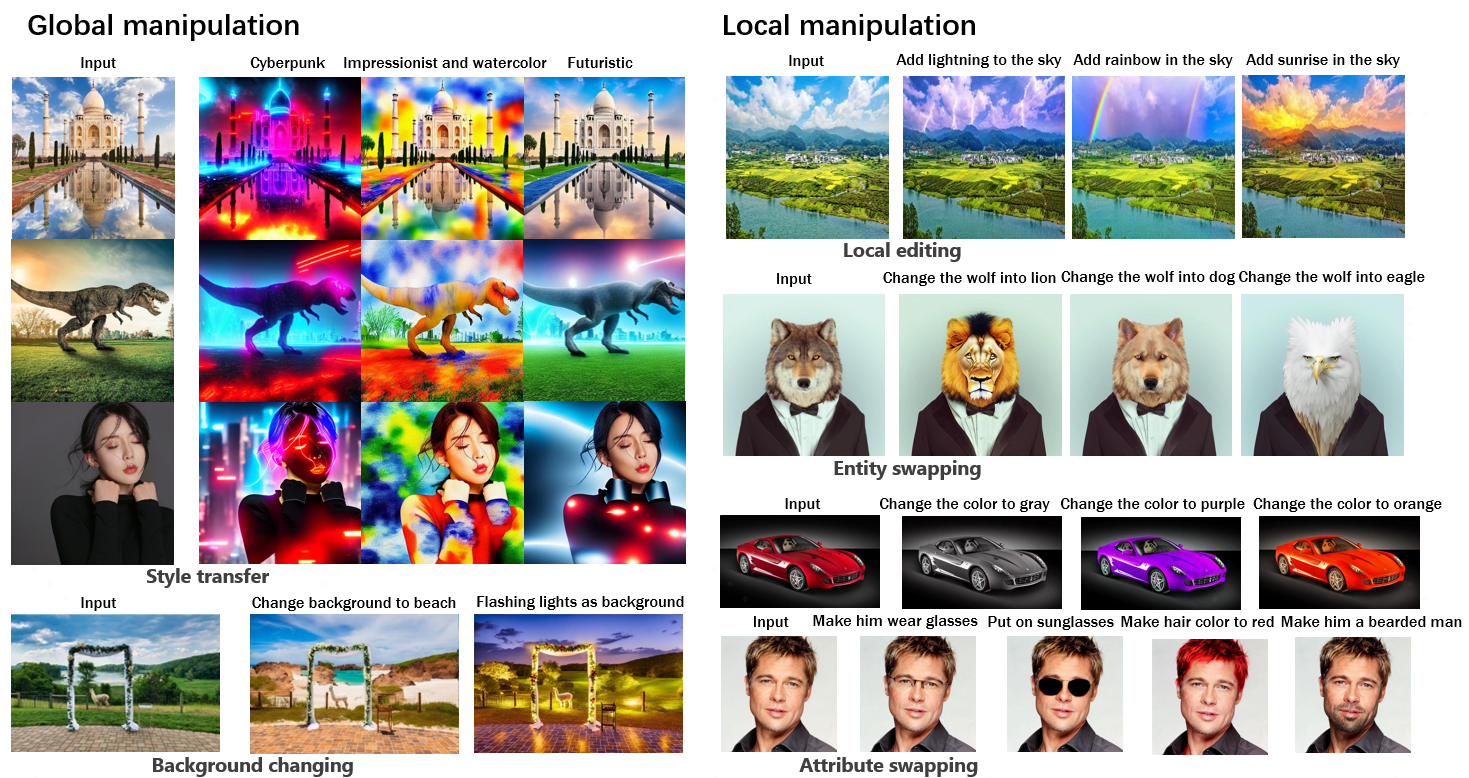 Global manipulation
Input Cyberpunk Impressionist and watercolor Futuristic
Style transfer
Input Change background to beach Flashing lights as background
Background changing
Local manipulation
Input Add lightning to the sky Add rainbow in the sky Add sunrise in the sky
Local editing
Input Change the wolf into lion Change the wolf into dog Change the wolf into eagle
Entity swapping
Input Change the color to gray Change the color to purple Change the color to orange
Input Make him wear glasses Put on sunglasses Make hair color to red Make him a bearded man
Attribute swapping